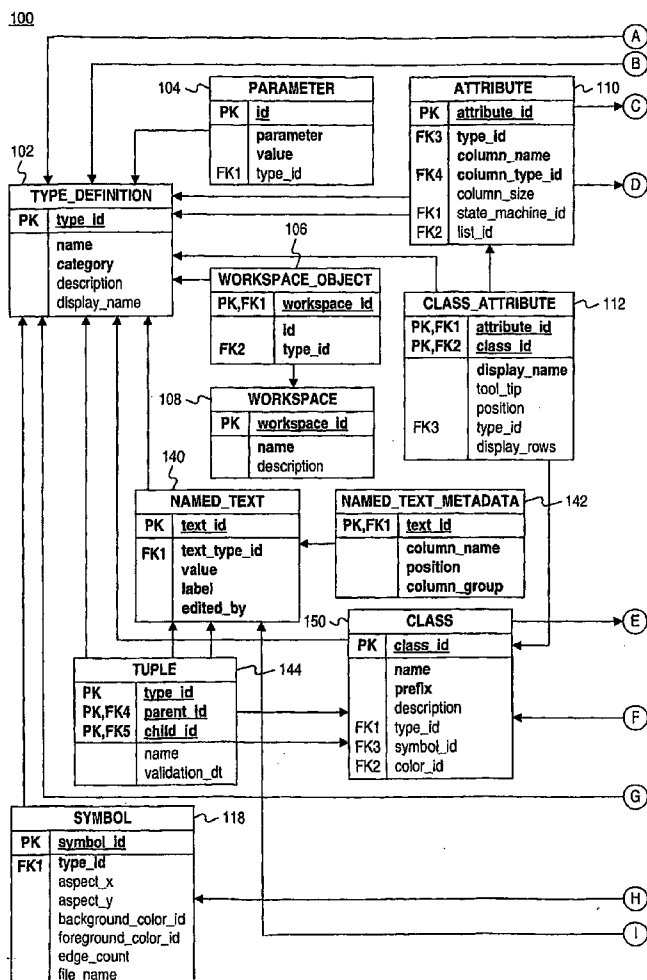 100
A
B
104
PARAMETER
PK id
parameter
value
FK1 type_id
ATTRIBUTE
110
PK attribute_id
FK3 type_id
column_name
FK4 column_type_id
column_size
FK1 state_machine_id
FK2 list_id
C
D
102
TYPE_DEFINITION
PK type_id
name
category
description
display_name
106
WORKSPACE_OBJECT
PK,FK1 workspace_id
id
FK2 type_id
CLASS_ATTRIBUTE
112
PK,FK1 attribute_id
PK,FK2 class_id
display_name
tool_tip
position
FK3 type_id
display_rows
108
WORKSPACE
PK workspace_id
name
description
140
NAMED_TEXT
PK text_id
FK1 text_type_id
value
label
edited_by
NAMED_TEXT_METADATA
142
PK,FK1 text_id
column_name
position
column_group
150
CLASS
PK class_id
name
prefix
description
FK1 type_id
FK3 symbol_id
FK2 color_id
E
F
TUPLE
144
PK type_id
PK,FK4 parent_id
PK,FK5 child_id
name
validation_dt
G
SYMBOL
118
PK symbol_id
FK1 type_id
aspect_x
aspect_y
background_color_id
foreground_color_id
edge_count
file_name
H
I